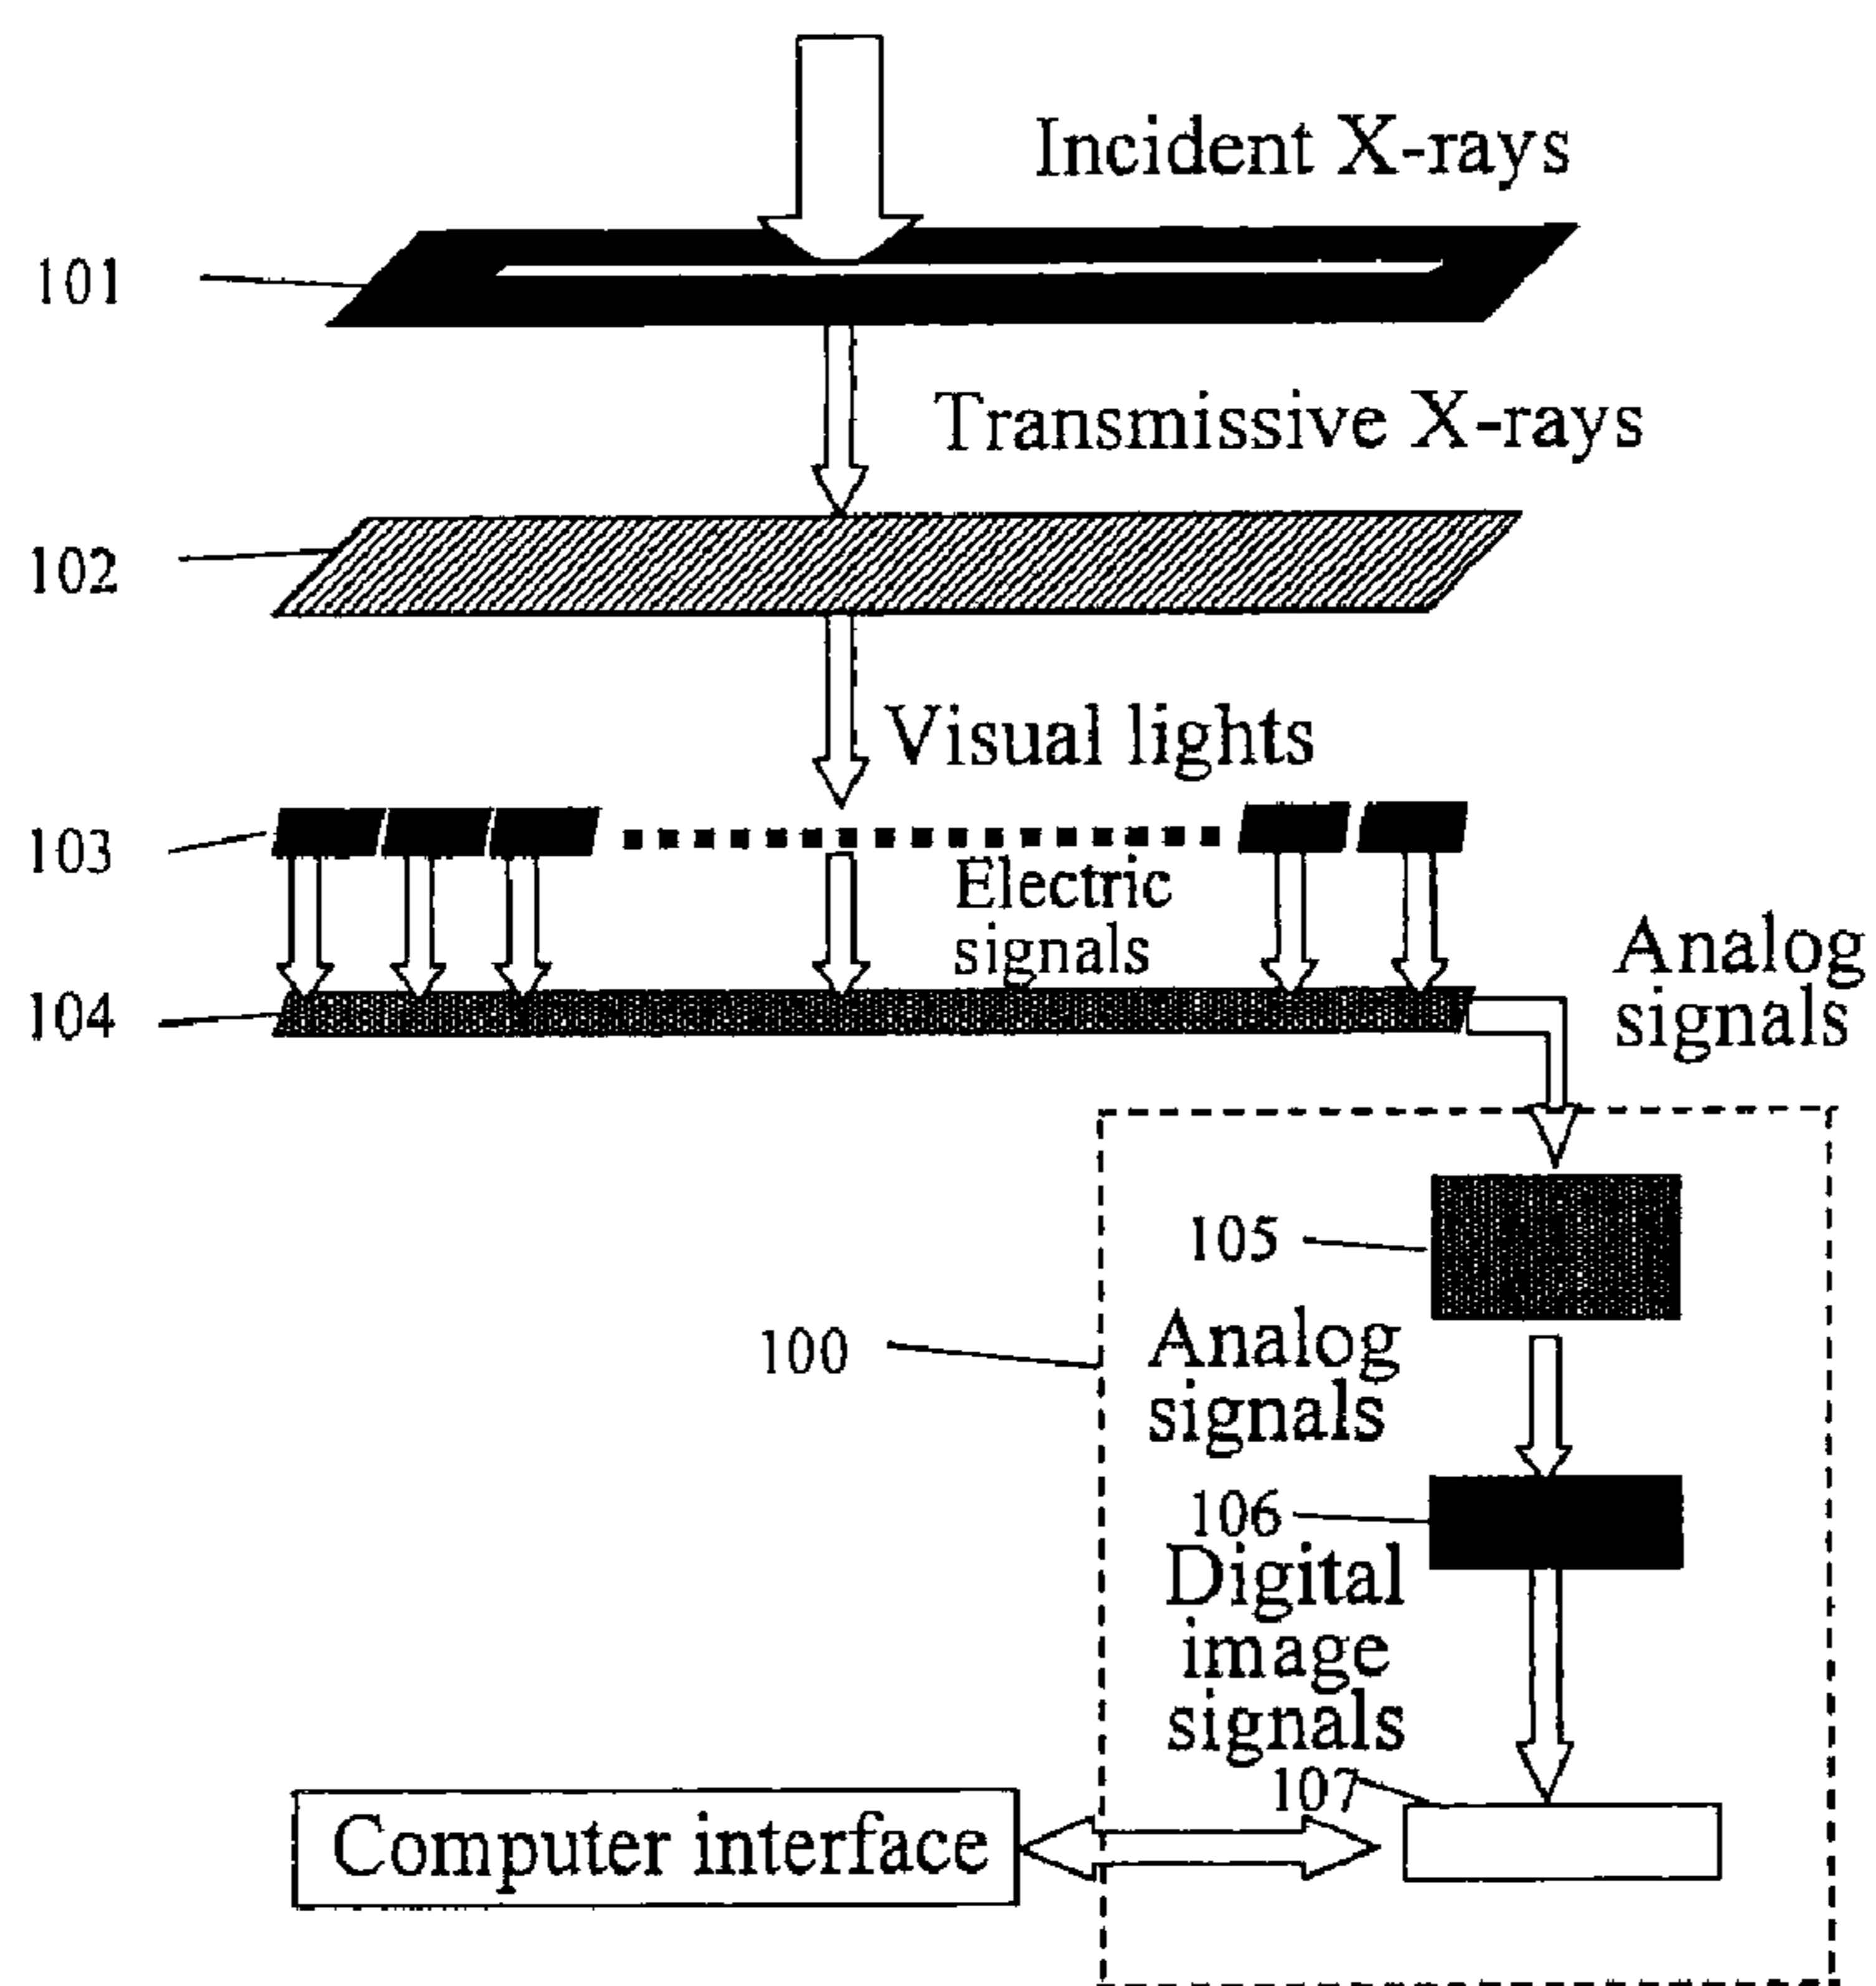 Incident X-rays
101
Transmissive X-rays
102
Visual lights
103
Electric
signals
Analog
signals
104
105
100
Analog
signals
106
Digital
image
signals
107
Computer interface